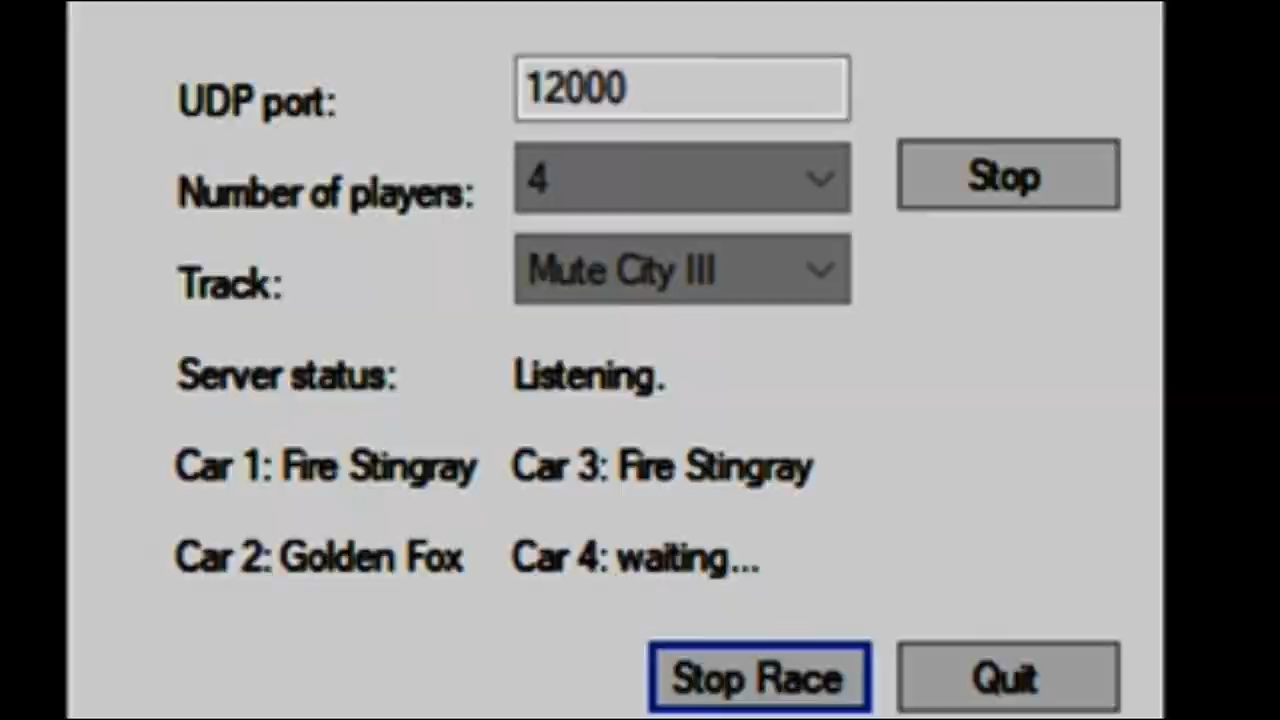 UDP port: 12000
Number of players: 4
Stop
Track: Mute City III
Server status: Listening.
Car 1: Fire Stingray Car 3: Fire Stingray
Car 2: Golden Fox Car 4: waiting...
Stop Race Quit